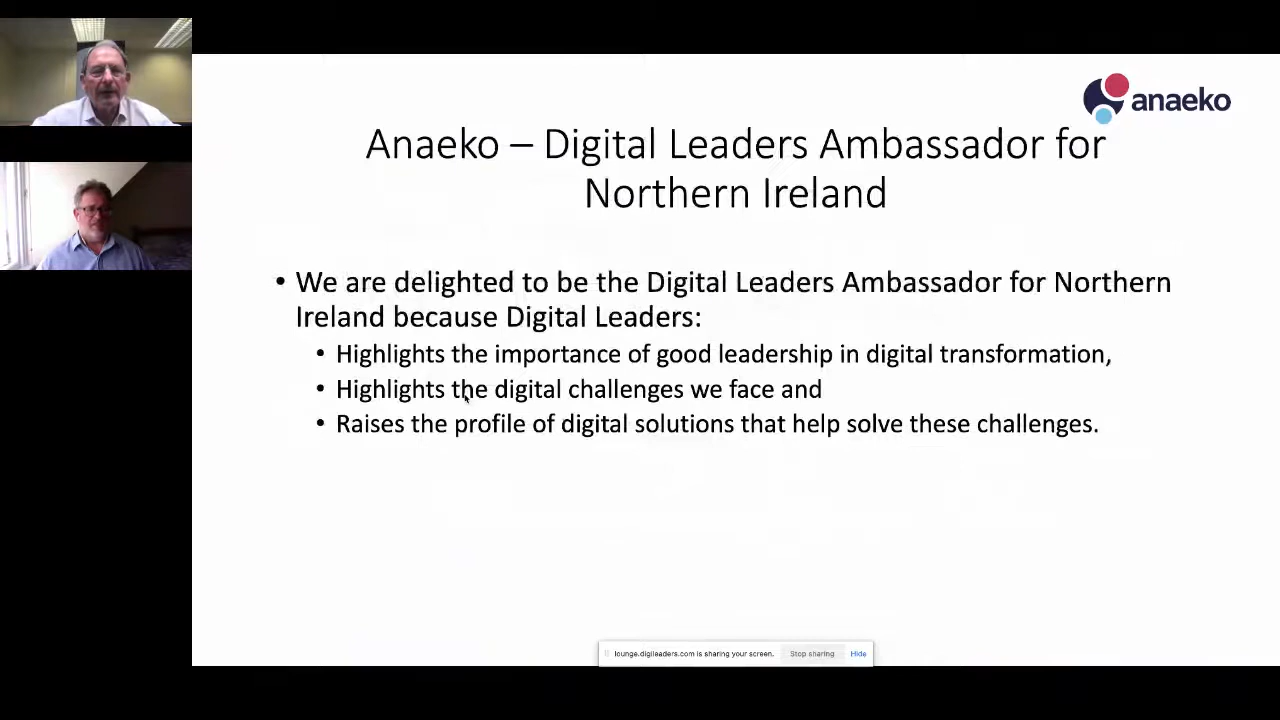 anaeko
Anaeko – Digital Leaders Ambassador for
Northern Ireland
• We are delighted to be the Digital Leaders Ambassador for Northern
Ireland because Digital Leaders:
• Highlights the importance of good leadership in digital transformation,
• Highlights the digital challenges we face and
• Raises the profile of digital solutions that help solve these challenges.
lounge.digileaders.com is sharing your screen. Stop sharing Hide